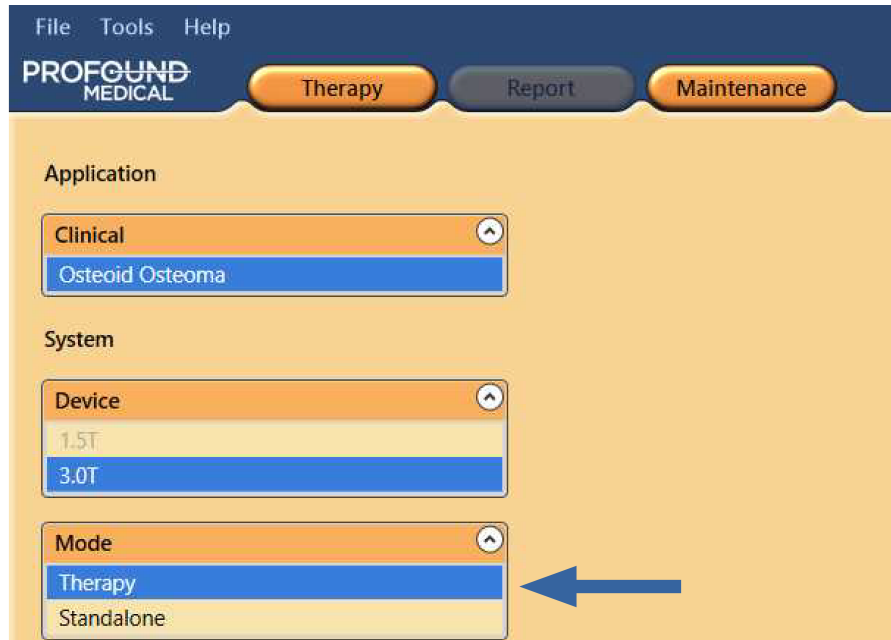 File Tools Help
PROFOUND
MEDICAL
Therapy Report Maintenance
Application
Clinical
Osteoid Osteoma
System
Device
1.5T
3.0T
Mode
Therapy
Standalone